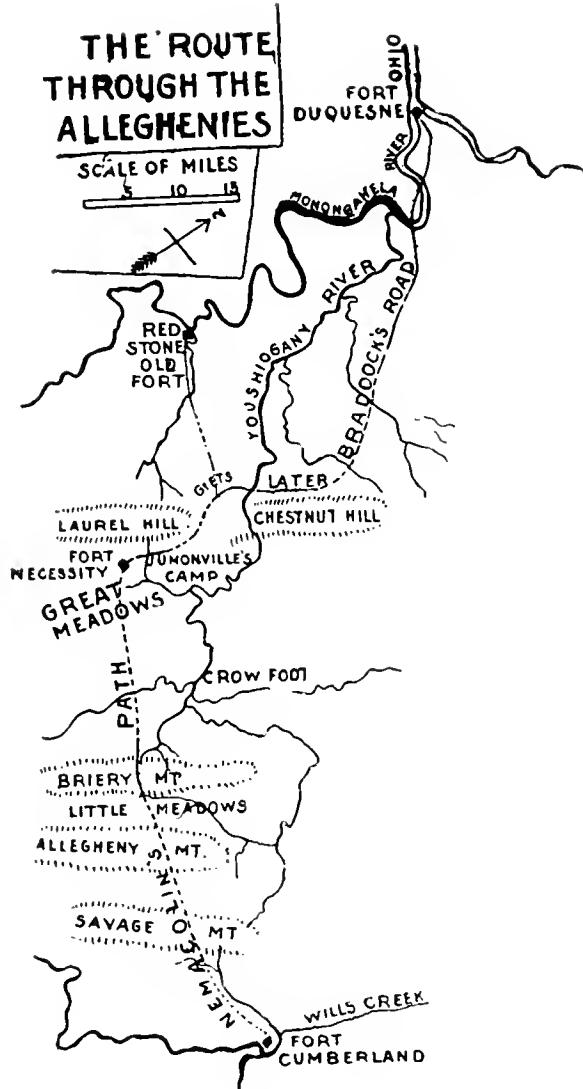 THE ROUTE
THROUGH THE
ALLEGHENIES
SCALE OF MILES
5 10 15
N
OHIO
FORT
DUQUESNE
RIVER
MONONGAHELA
RED
STONE
OLD
FORT
YOUSHIOGANY RIVER
BRADDOCK'S ROAD
GISTS
LATER
LAUREL HILL
CHESTNUT HILL
FORT
NECESSITY
JUMONVILLE'S
CAMP
GREAT
MEADOWS
CROW FOOT
BRIERY MT
LITTLE MEADOWS
ALLEGHENY MT.
SAVAGE MT
NEMACOLIN'S PATH
WILLS CREEK
FORT
CUMBERLAND